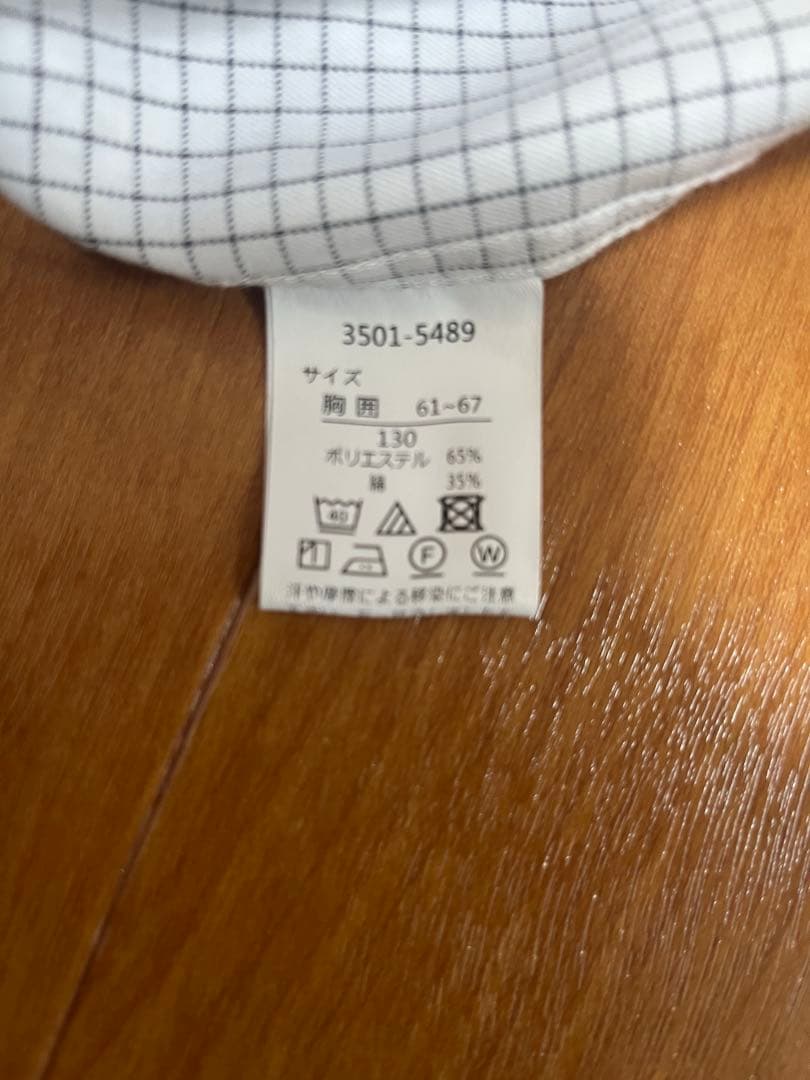 3501-5489
サイズ
胸囲 61~67
130
ポリエステル 65%
綿 35%
40
F W
汗や摩擦による移染にご注意